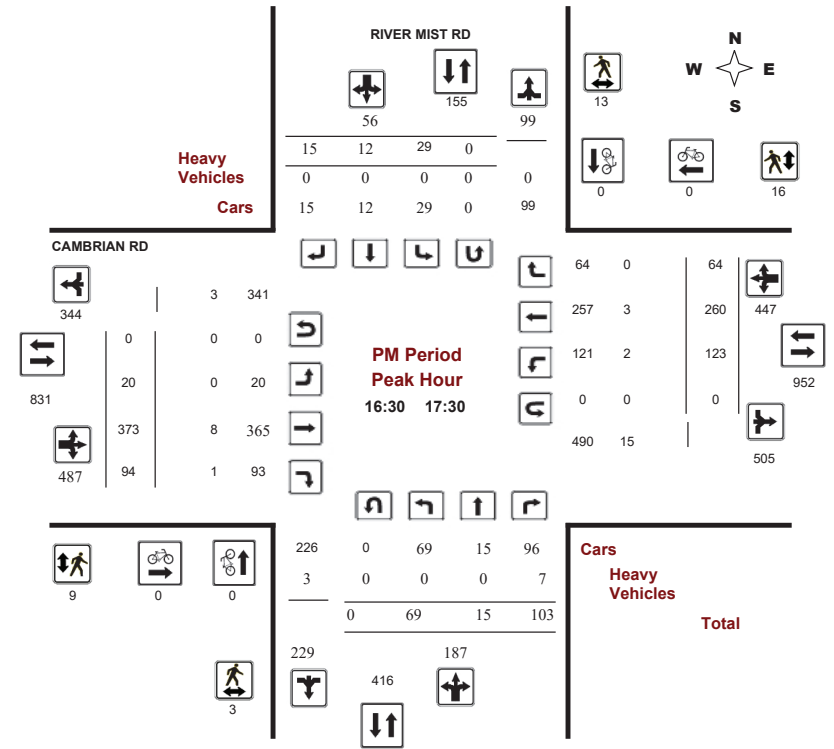 RIVER MIST RD
N
W E
S
155
13
56 99
15 12 29 0
Heavy
Vehicles
0 0 0 0 0
Cars
15 12 29 0 99
0 0 16
CAMBRIAN RD
344
3 341
64 0 64
447
257 3 260
0 0 0
831
PM Period
Peak Hour
16:30 17:30
121 2 123
952
20 0 20
0 0 0
373 8 365
490 15
505
487
94 1 93
226 0 69 15 96
Cars
3 0 0 0 7
Heavy
Vehicles
9 0 0
0 69 15 103
Total
229 187
416
3